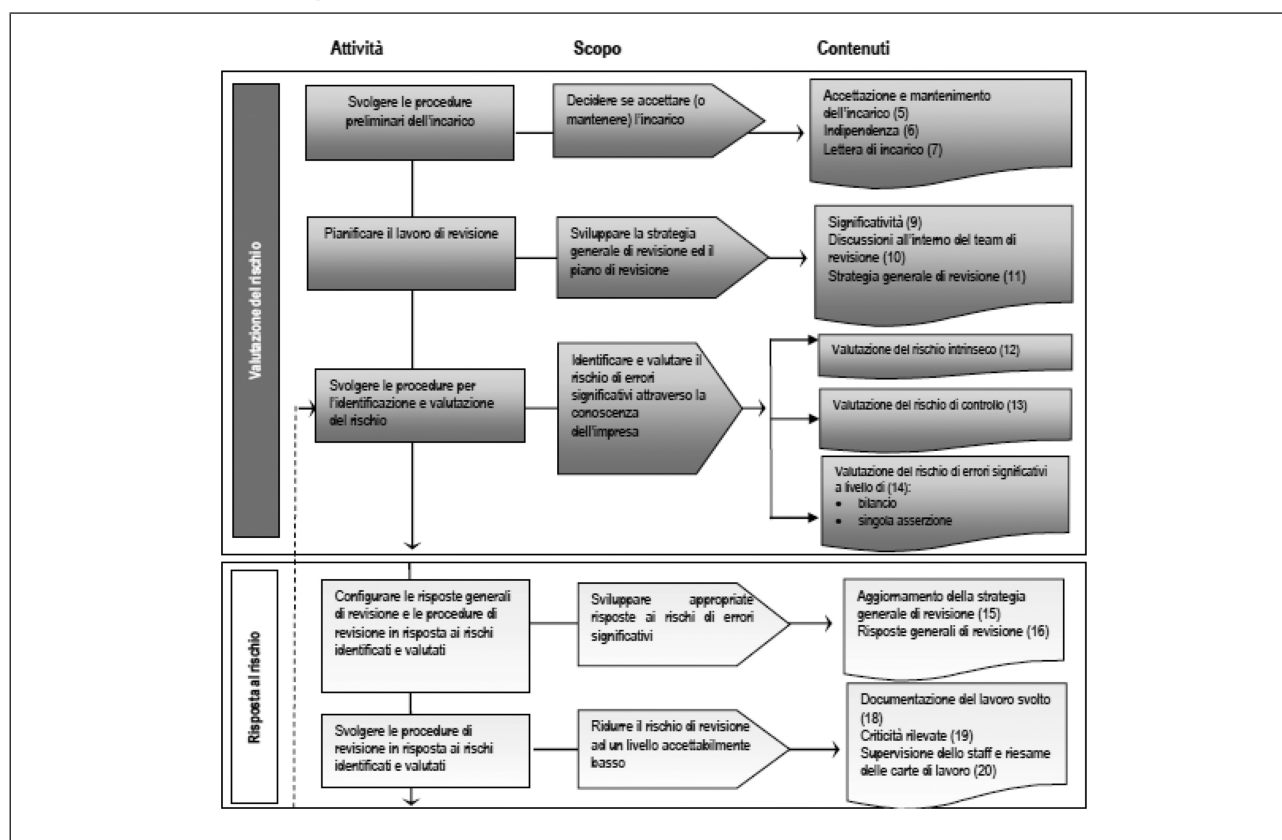 Attività
Scopo
Contenuti
Valutazione del rischio
Svolgere le procedure
preliminari dell'incarico
Decidere se accettare (o
mantenere) l'incarico
Accettazione e mantenimento
dell'incarico (5)
Indipendenza (6)
Lettera di incarico (7)
Pianificare il lavoro di revisione
Sviluppare la strategia
generale di revisione ed il
piano di revisione
Significatività (9)
Discussioni all'interno del team di
revisione (10)
Strategia generale di revisione (11)
Svolgere le procedure per
l'identificazione e valutazione
del rischio
Identificare e valutare il
rischio di errori
significativi attraverso la
conoscenza
dell'impresa
Valutazione del rischio intrinseco (12)
Valutazione del rischio di controllo (13)
Valutazione del rischio di errori significativi
a livello di (14):
• bilancio
• singola asserzione
Risposta al rischio
Configurare le risposte generali
di revisione e le procedure di
revisione in risposta ai rischi
identificati e valutati
Sviluppare appropriate
risposte ai rischi di errori
significativi
Aggiornamento della strategia
generale di revisione (15)
Risposte generali di revisione (16)
Svolgere le procedure di
revisione in risposta ai rischi
identificati e valutati
Ridurre il rischio di revisione
ad un livello accettabilmente
basso
Documentazione del lavoro svolto
(18)
Criticità rilevate (19)
Supervisione dello staff e riesame
delle carte di lavoro (20)